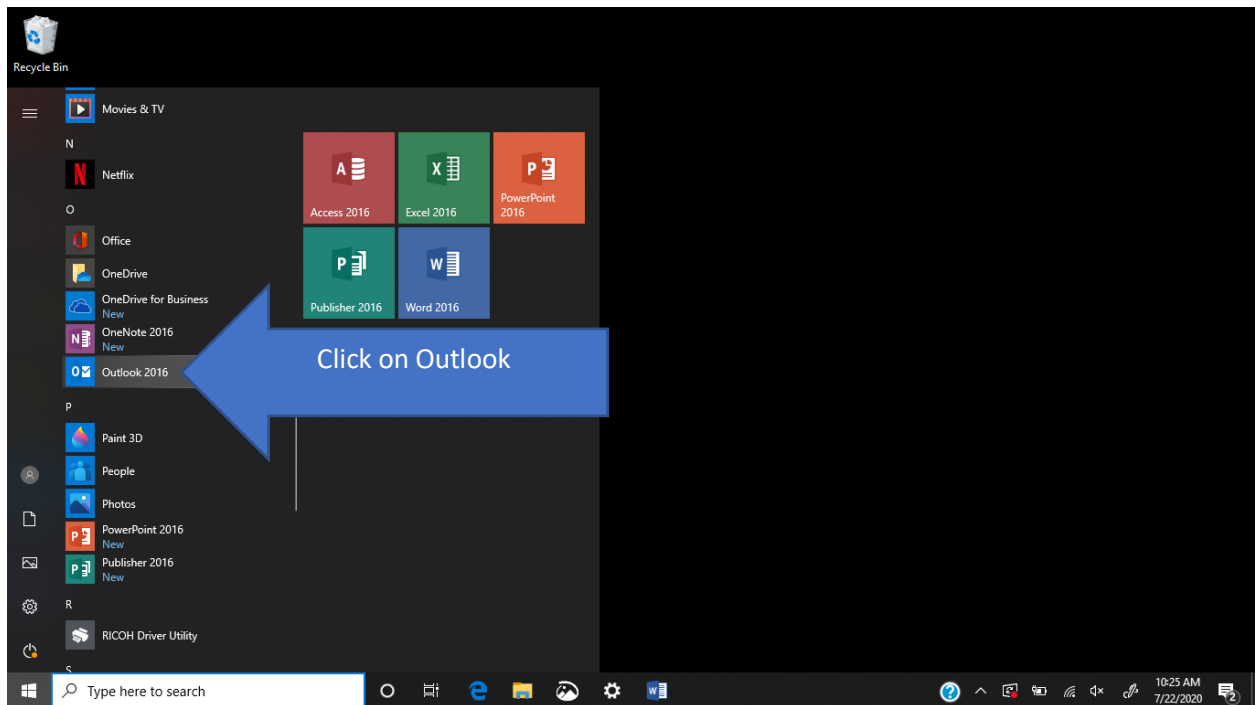 Recycle Bin
Movies & TV
N
Netflix
O
Office
OneDrive
OneDrive for Business
New
OneNote 2016
New
Outlook 2016
P
Paint 3D
People
Photos
PowerPoint 2016
New
Publisher 2016
New
R
RICOH Driver Utility
S
Access 2016
Excel 2016
PowerPoint
2016
Publisher 2016
Word 2016
Click on Outlook
Type here to search
10:25 AM
7/22/2020
2